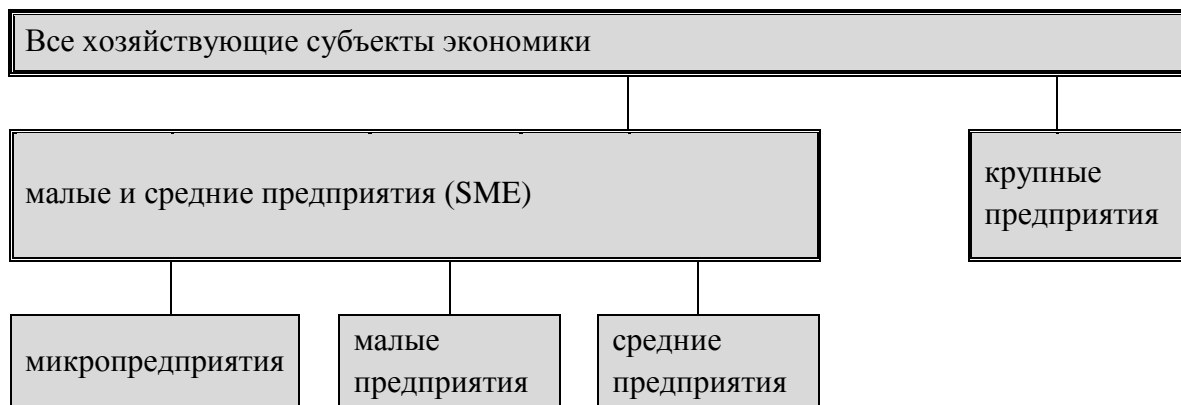 Все хозяйствующие субъекты экономики
малые и средние предприятия (SME)
крупные
предприятия
микропредприятия
малые
предприятия
средние
предприятия